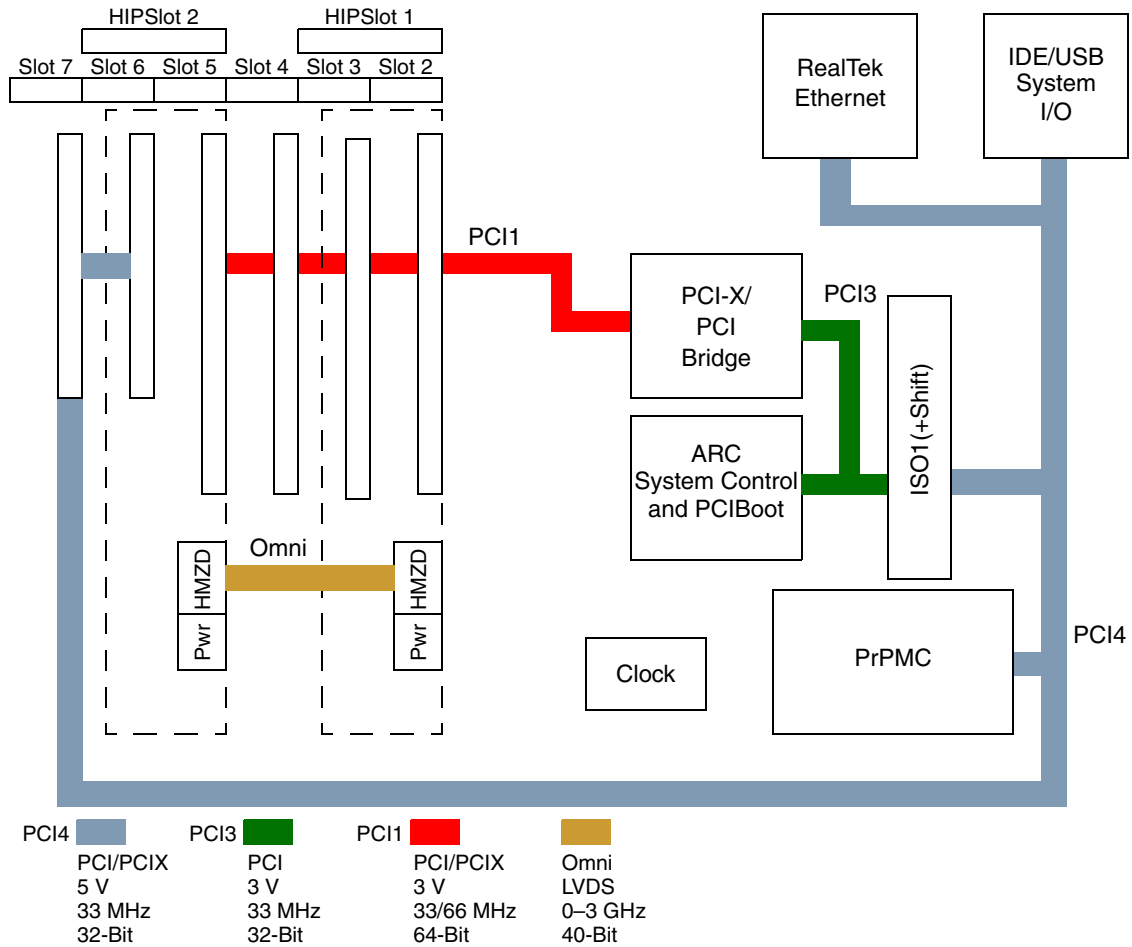 HIPSlot 2
HIPSlot 1
Slot 7
Slot 6
Slot 5
Slot 4
Slot 3
Slot 2
RealTek
Ethernet
IDE/USB
System
I/O
PCI1
PCI-X/
PCI
Bridge
PCI3
ISO1(+Shift)
ARC
System Control
and PCIBoot
Omni
HMZD
HMZD
Pwr
Pwr
Clock
PrPMC
PCI4
PCI4
PCI/PCIX
5 V
33 MHz
32-Bit
PCI3
PCI
3 V
33 MHz
32-Bit
PCI1
PCI/PCIX
3 V
33/66 MHz
64-Bit
Omni
LVDS
0–3 GHz
40-Bit